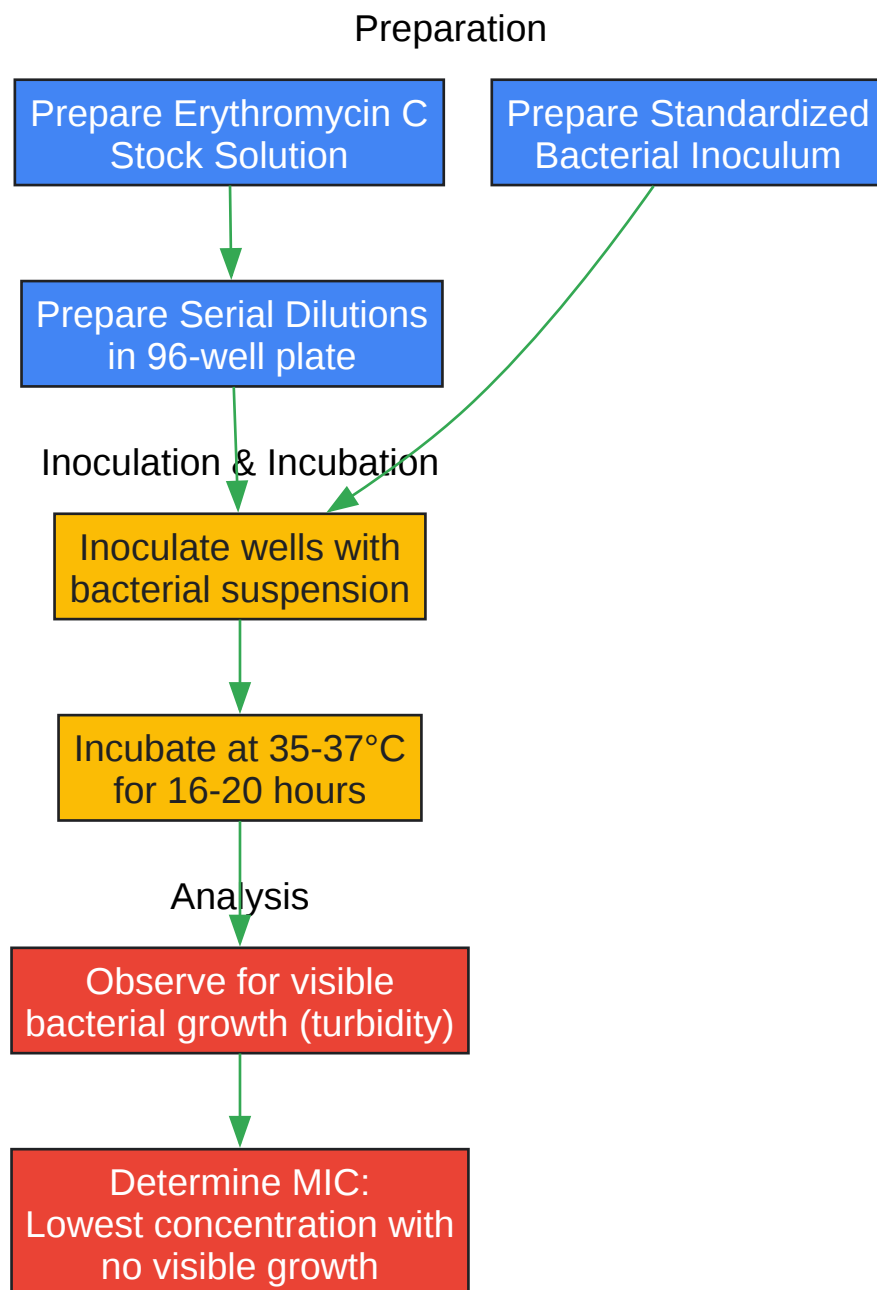 Preparation
Prepare Erythromycin C
Stock Solution
Prepare Standardized
Bacterial Inoculum
Prepare Serial Dilutions
in 96-well plate
Inoculation & Incubation
Inoculate wells with
bacterial suspension
Incubate at 35-37°C
for 16-20 hours
Analysis
Observe for visible
bacterial growth (turbidity)
Determine MIC:
Lowest concentration with
no visible growth